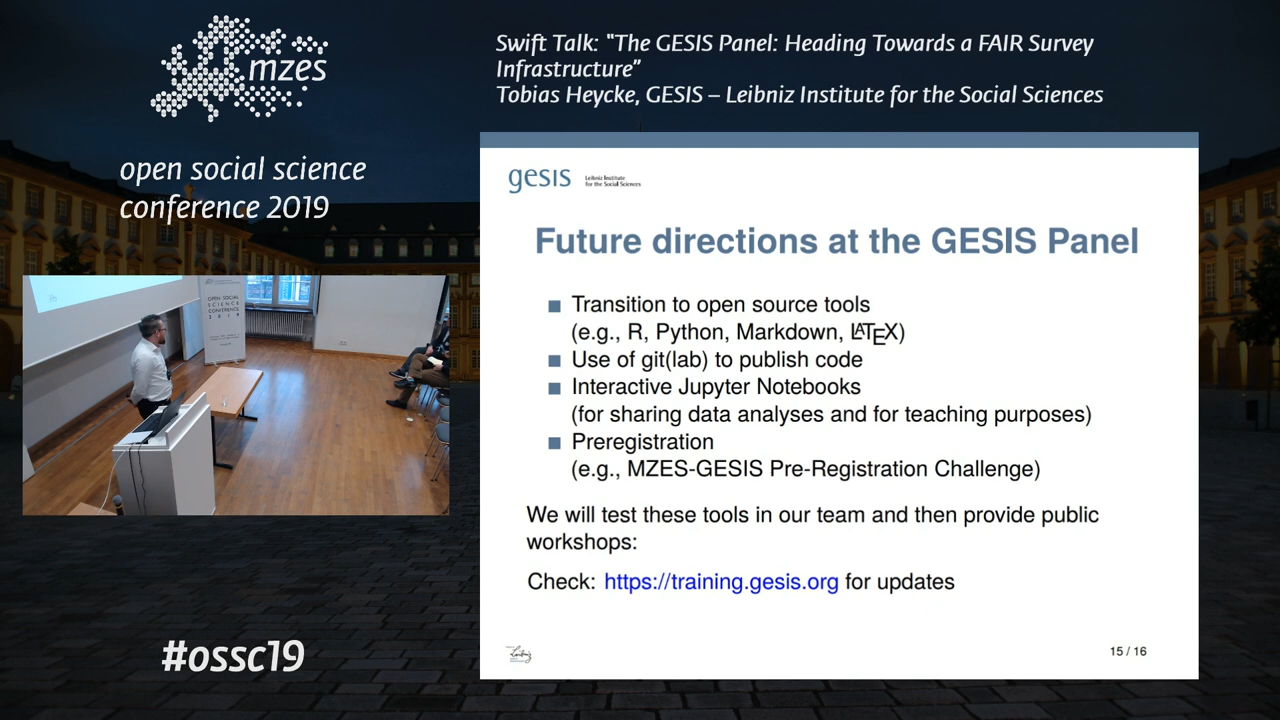 mzes
open social science
conference 2019
Swift Talk: "The GESIS Panel: Heading Towards a FAIR Survey
Infrastructure"
Tobias Heycke, GESIS – Leibniz Institute for the Social Sciences
gesis
Leibniz Institute
for the Social Sciences
Future directions at the GESIS Panel
Transition to open source tools
(e.g., R, Python, Markdown, LATEX)
Use of git(lab) to publish code
Interactive Jupyter Notebooks
(for sharing data analyses and for teaching purposes)
Preregistration
(e.g., MZES-GESIS Pre-Registration Challenge)
We will test these tools in our team and then provide public
workshops:
Check: https://training.gesis.org for updates
15 / 16
OPEN SOCIAL
SCIENCE
CONFERENCE
2019
#ossc19